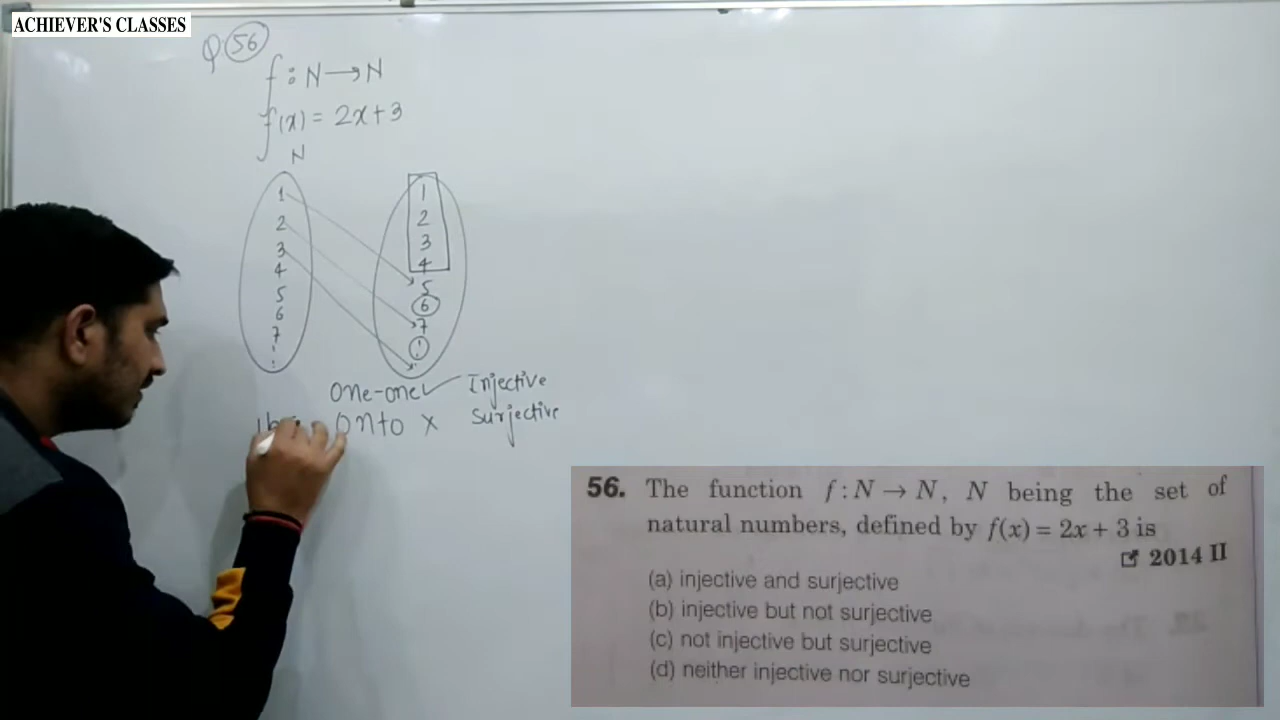 ACHIEVER'S CLASSES
Q 56
f : N → N
f(x) = 2x+3
N
1
2
3
4
5
6
7
1
2
3
4
5
6
7
One-one ✓ Injective
Onto × Surjective
56. The function f : N → N, N being the set of
natural numbers, defined by f(x) = 2x + 3 is
2014 II
(a) injective and surjective
(b) injective but not surjective
(c) not injective but surjective
(d) neither injective nor surjective